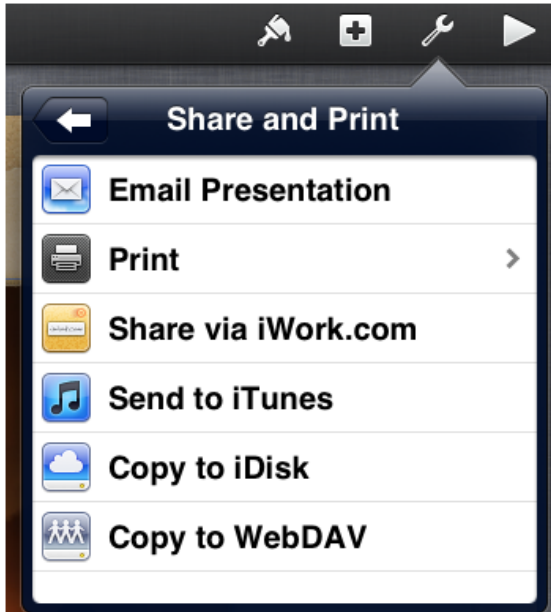 Share and Print
Email Presentation
Print
Share via iWork.com
Send to iTunes
Copy to iDisk
Copy to WebDAV